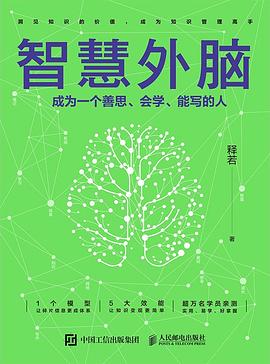 洞见知识的价值，成为知识管理高手
智慧外脑
成为一个善思、会学、能写的人
释若
著
1个模型 5大效能 超万名学员亲测
让碎片信息更成体系 让知识变现更简单 实用、易学、好掌握
中国工信出版集团 人民邮电出版社
POSTS & TELECOM PRESS